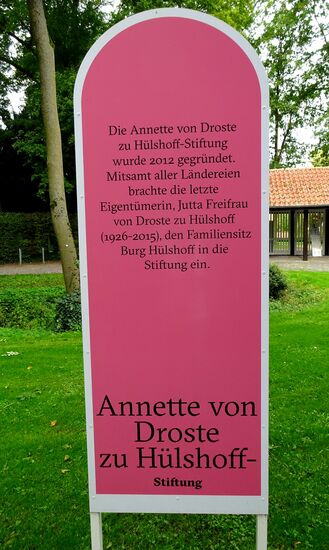 Die Annette von Droste
zu Hülshoff-Stiftung
wurde 2012 gegründet.
Mitsamt aller Ländereien
brachte die letzte
Eigentümerin, Jutta Freifrau
von Droste zu Hülshoff
(1926-2015), den Familiensitz
Burg Hülshoff in die
Stiftung ein.
Annette von
Droste
zu Hülshoff-
Stiftung